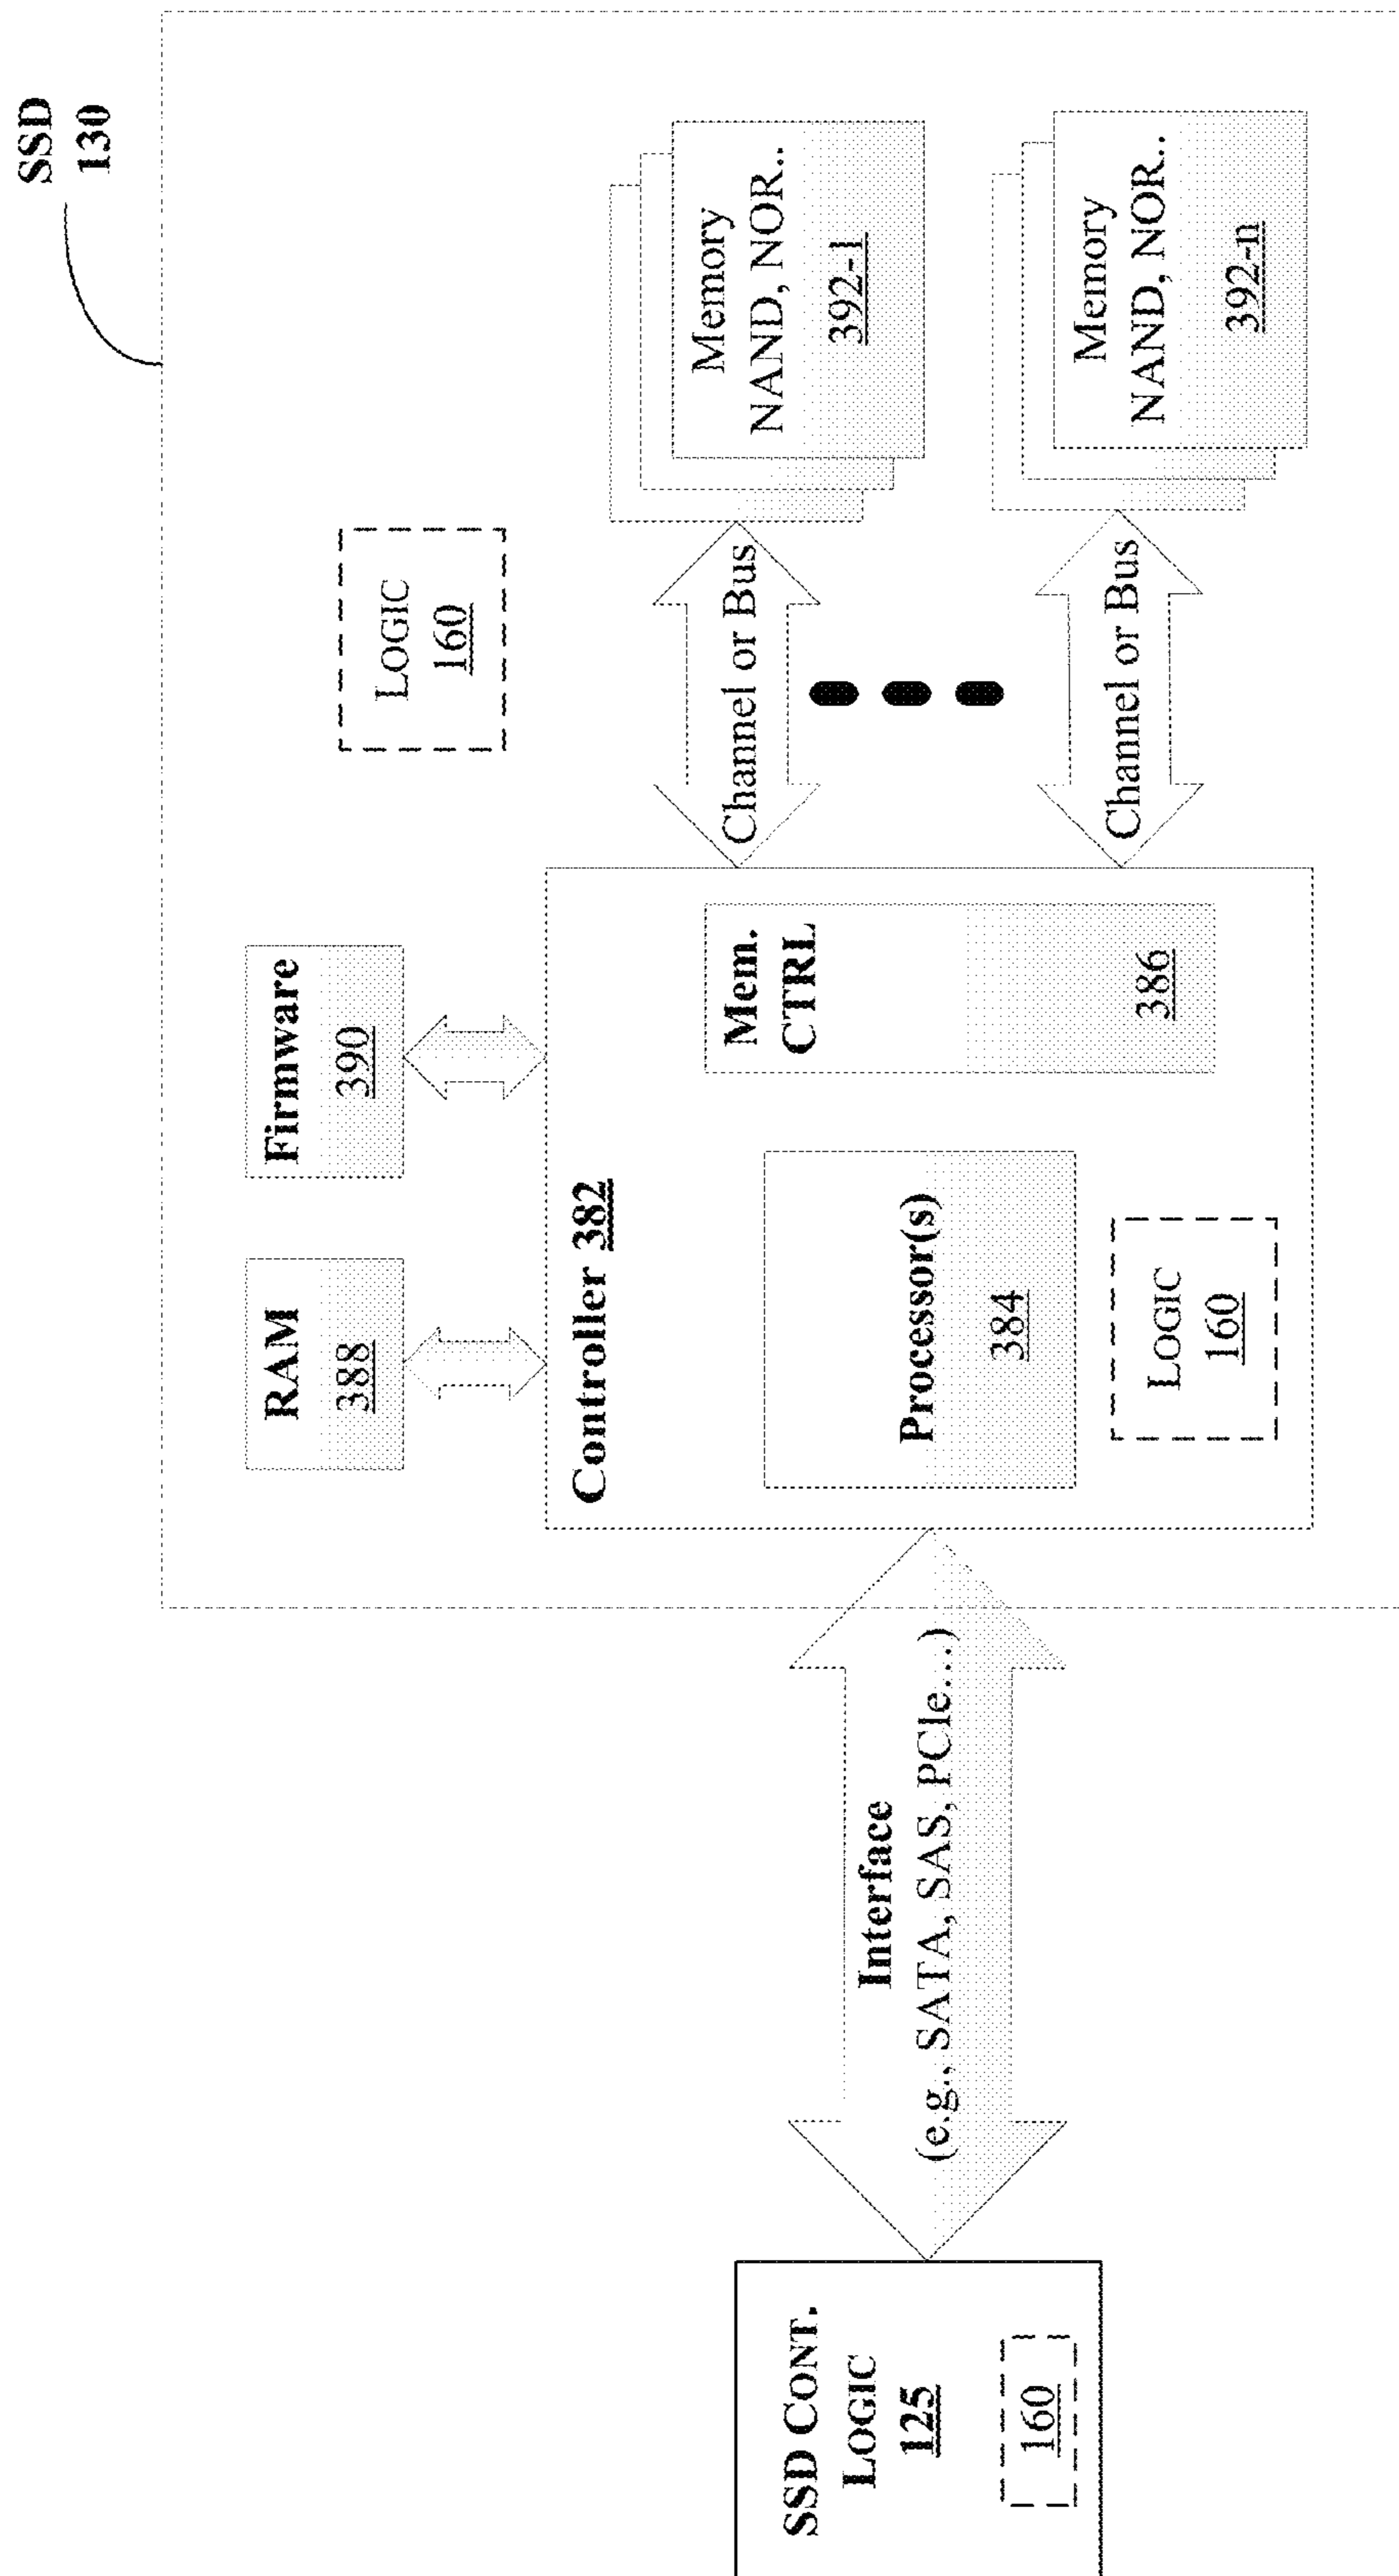 SSD
130
LOGIC
160
RAM
388
Firmware
390
Controller 382
Processor(s)
384
LOGIC
160
Mem.
CTRL
386
Channel or Bus
Channel or Bus
Memory
NAND, NOR..
392-1
Memory
NAND, NOR..
392-n
Interface
(e.g., SATA, SAS, PCIe…)
SSD CONT.
LOGIC
125
160